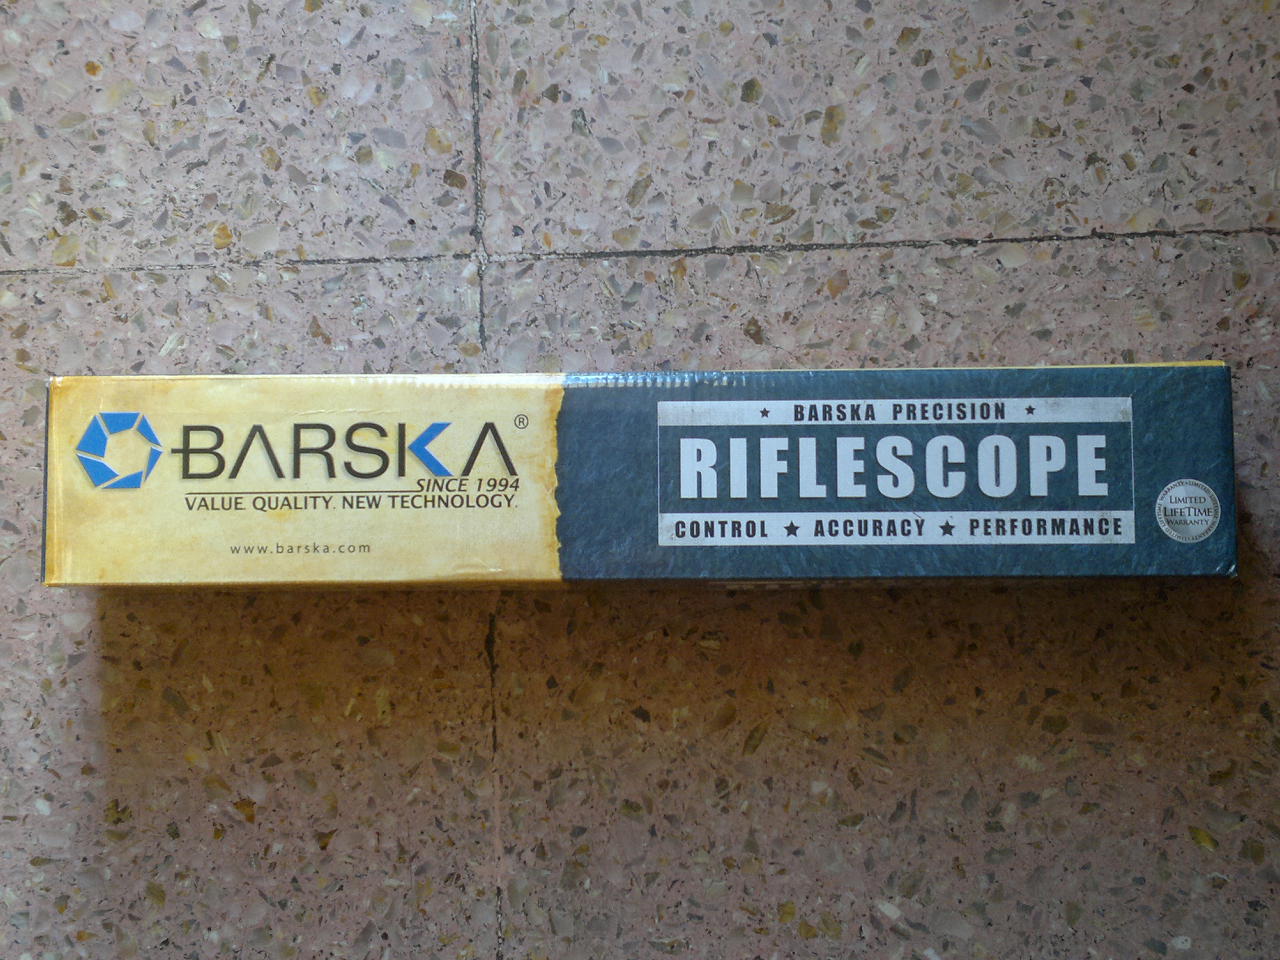 BARSKA®
SINCE 1994
VALUE. QUALITY. NEW TECHNOLOGY.
www.barska.com
★ BARSKA PRECISION ★
RIFLESCOPE
CONTROL ★ ACCURACY ★ PERFORMANCE
LIMITED
LIFETIME
WARRANTY